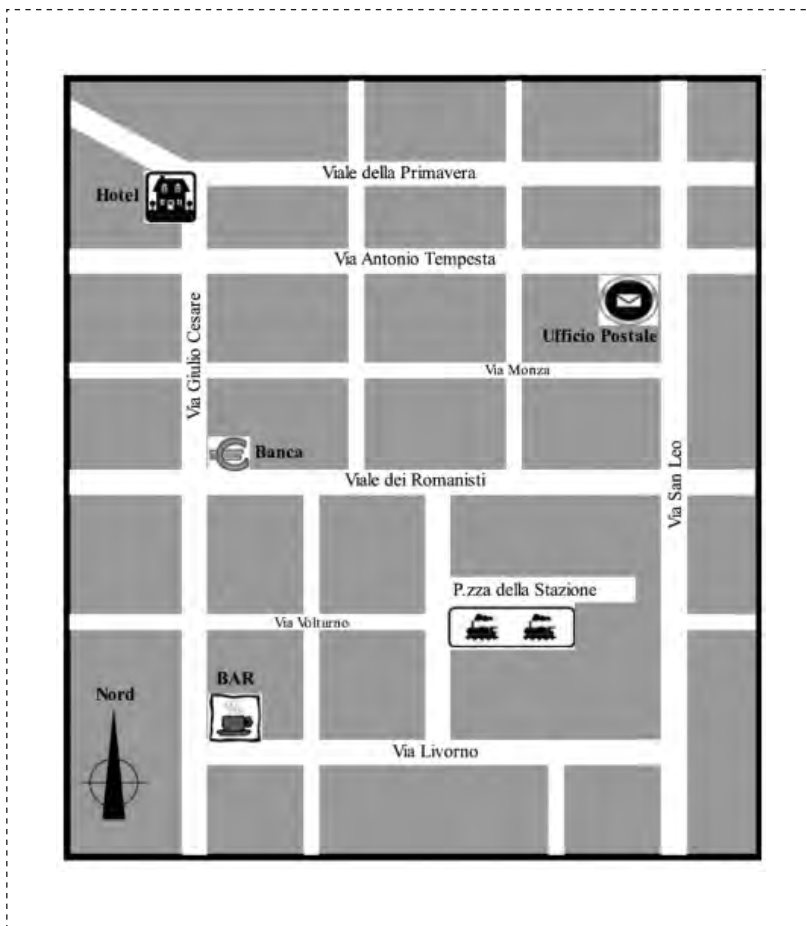 Viale della Primavera
Hotel
Via Antonio Tempesta
Via Giulio Cesare
Ufficio Postale
Via Monza
Banca
Viale dei Romanisti
Via San Leo
P.zza della Stazione
Via Volturno
BAR
Nord
Via Livorno